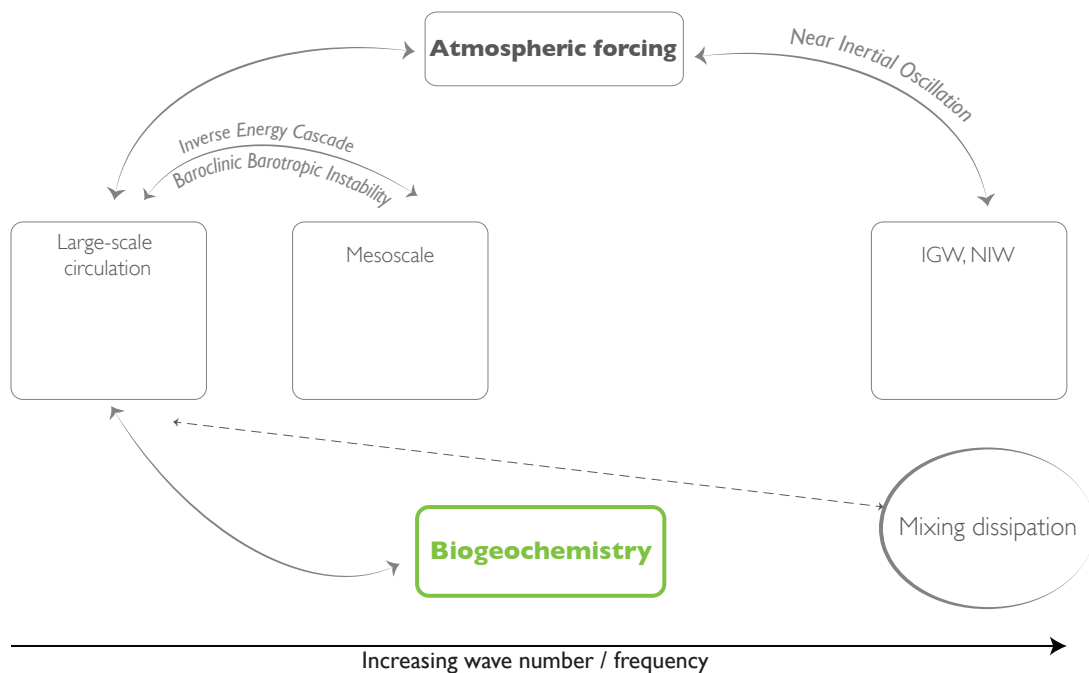 Atmospheric forcing
Near Inertial Oscillation
Inverse Energy Cascade
Baroclinic Barotropic Instability
Large-scale
circulation
Mesoscale
IGW, NIW
Mixing dissipation
Biogeochemistry
Increasing wave number / frequency